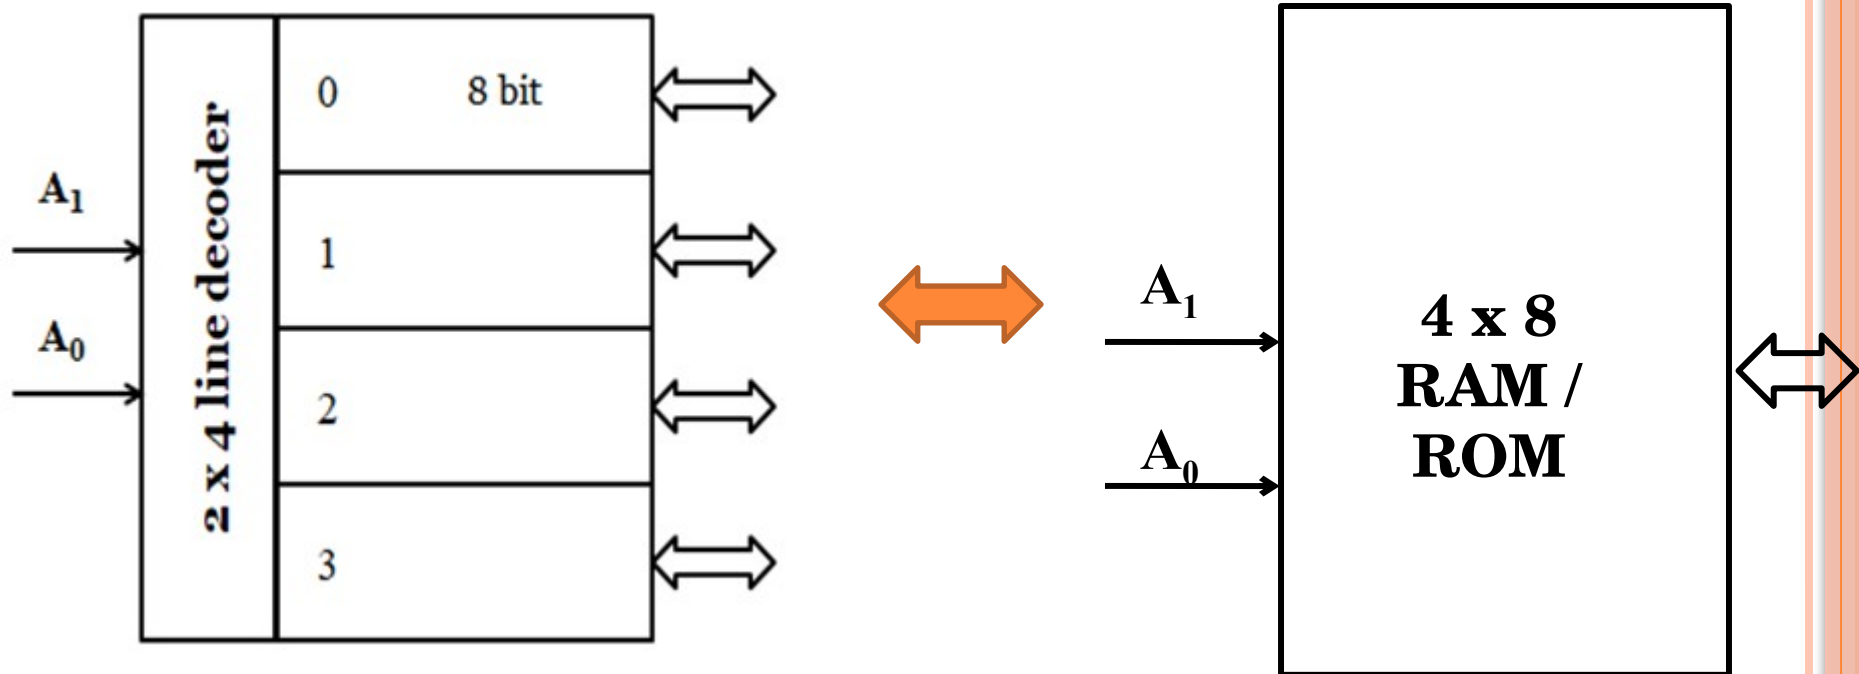 A₁
A₀
2 x 4 line decoder
0 8 bit
1
2
3
A₁
A₀
4 x 8
RAM /
ROM